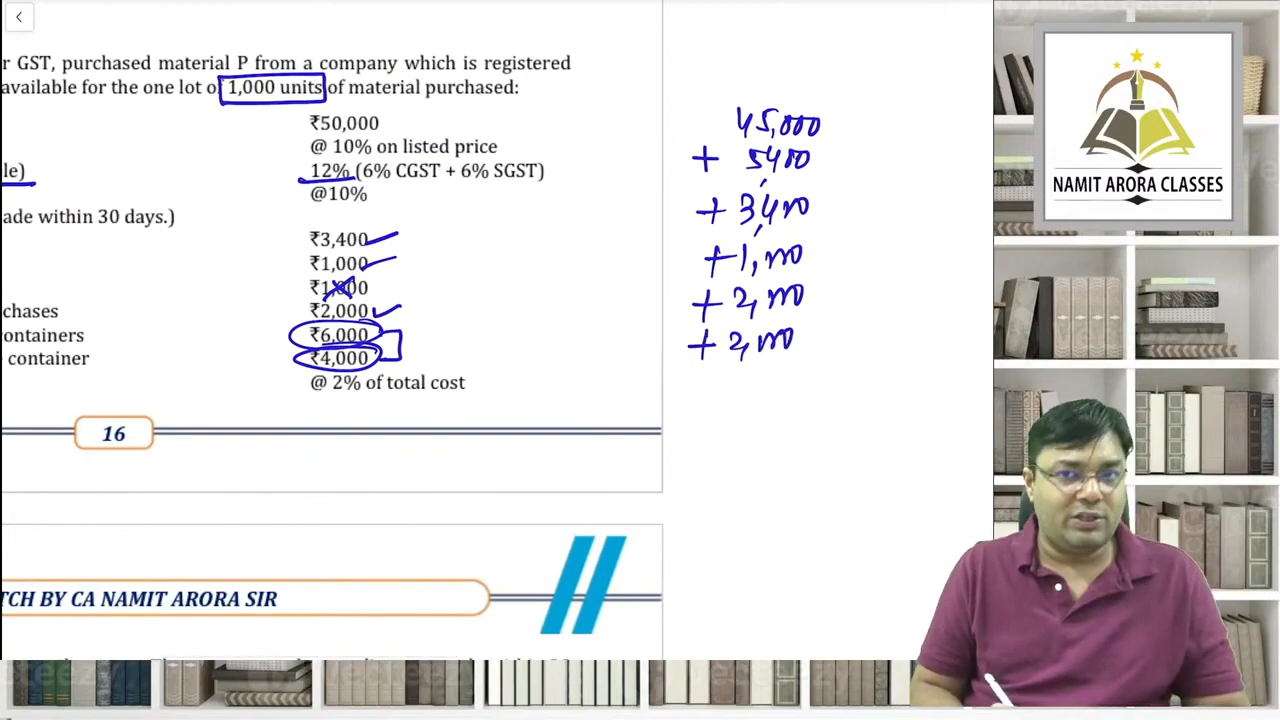 r GST, purchased material P from a company which is registered
available for the one lot of 1,000 units of material purchased:
₹50,000
@ 10% on listed price
le) 12% (6% CGST + 6% SGST)
@10%
ade within 30 days.)
₹3,400
₹1,000
₹1,000
chases ₹2,000
ontainers ₹6,000
container ₹4,000
@ 2% of total cost
16
TCH BY CA NAMIT ARORA SIR
45,000
+ 5400
+ 3,400
+ 1,000
+ 2,000
+ 2,000
NAMIT ARORA CLASSES